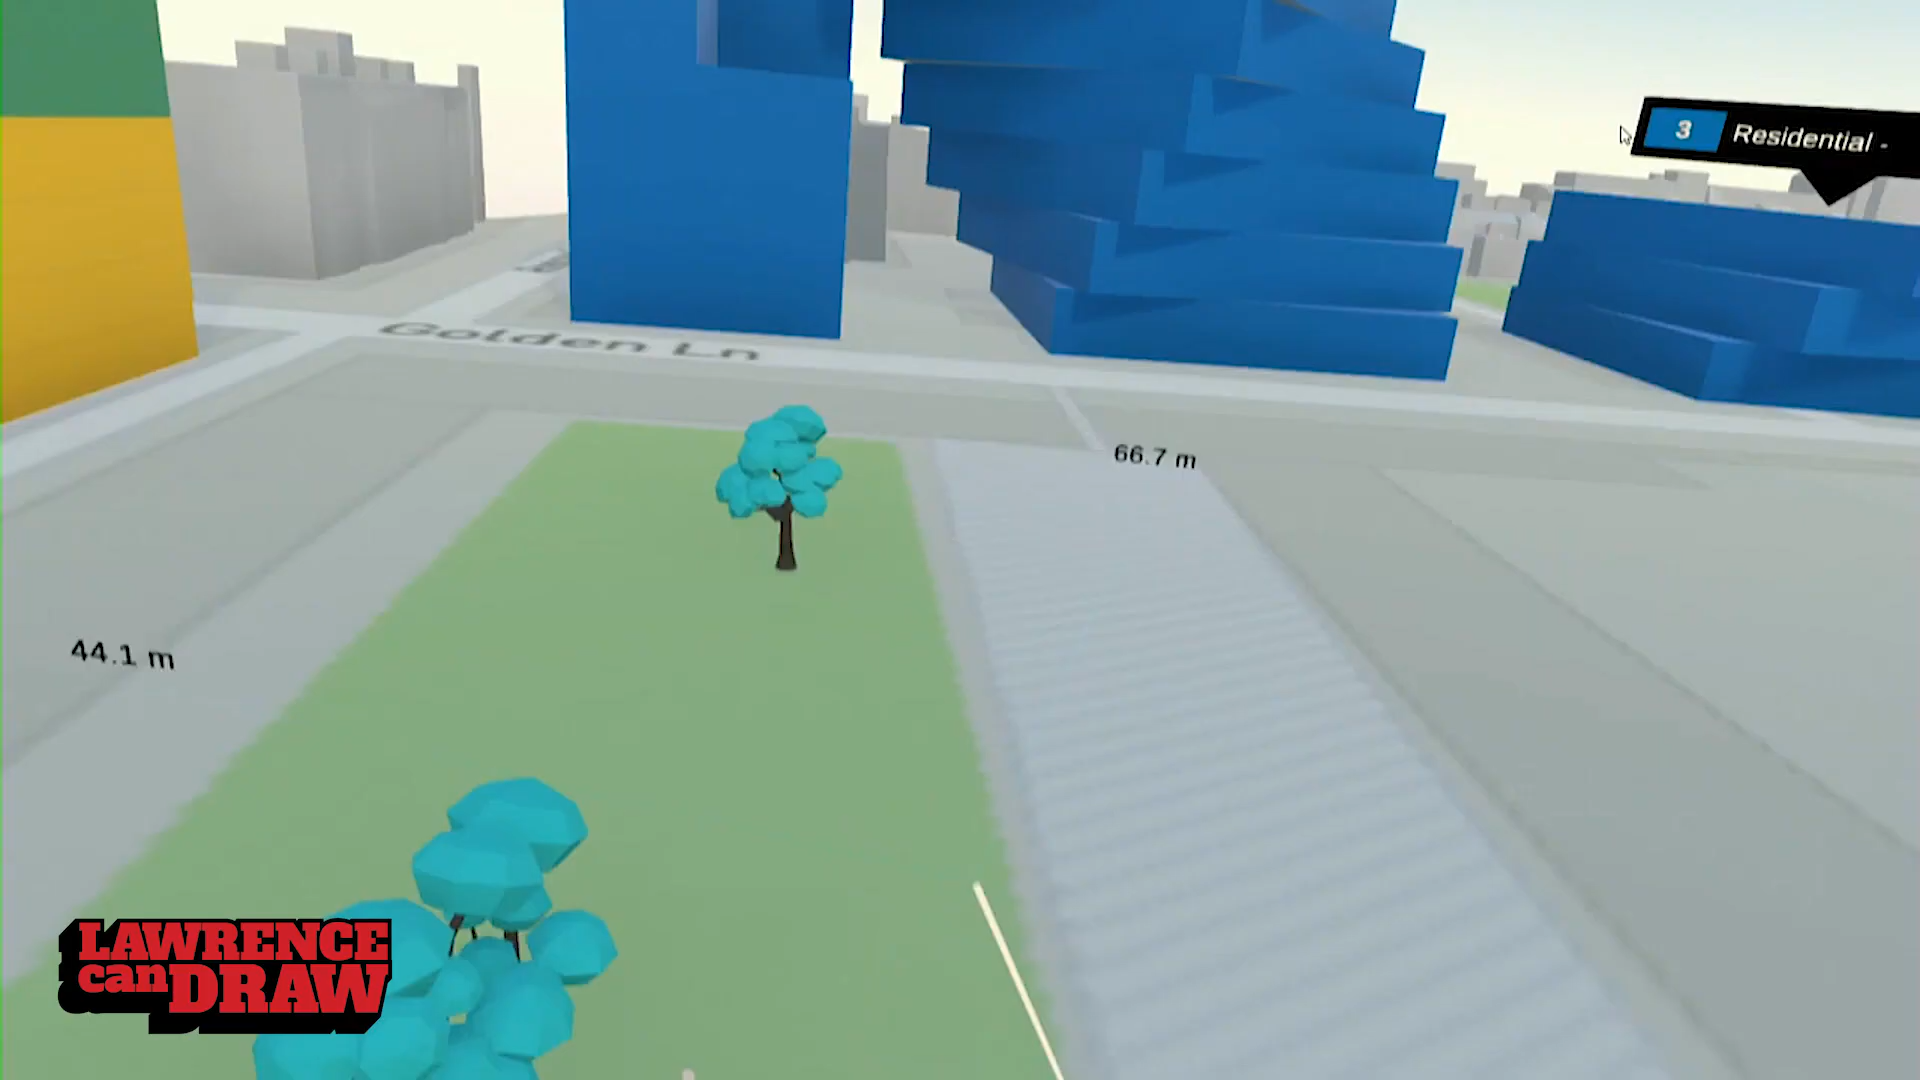 3 Residential -
Golden Ln
66.7 m
44.1 m
LAWRENCE
can DRAW